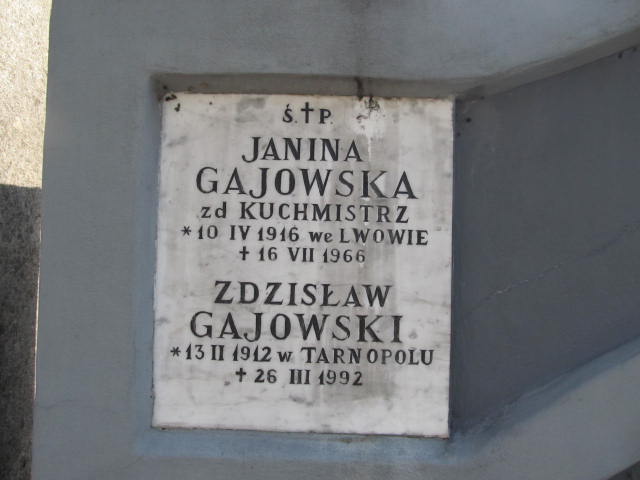 Ś.†P.
JANINA
GAJOWSKA
zd KUCHMISTRZ
*10 IV 1916 we LWOWIE
† 16 VII 1966
ZDZISŁAW
GAJOWSKI
*13 II 1912 w TARNOPOLU
† 26 III 1992